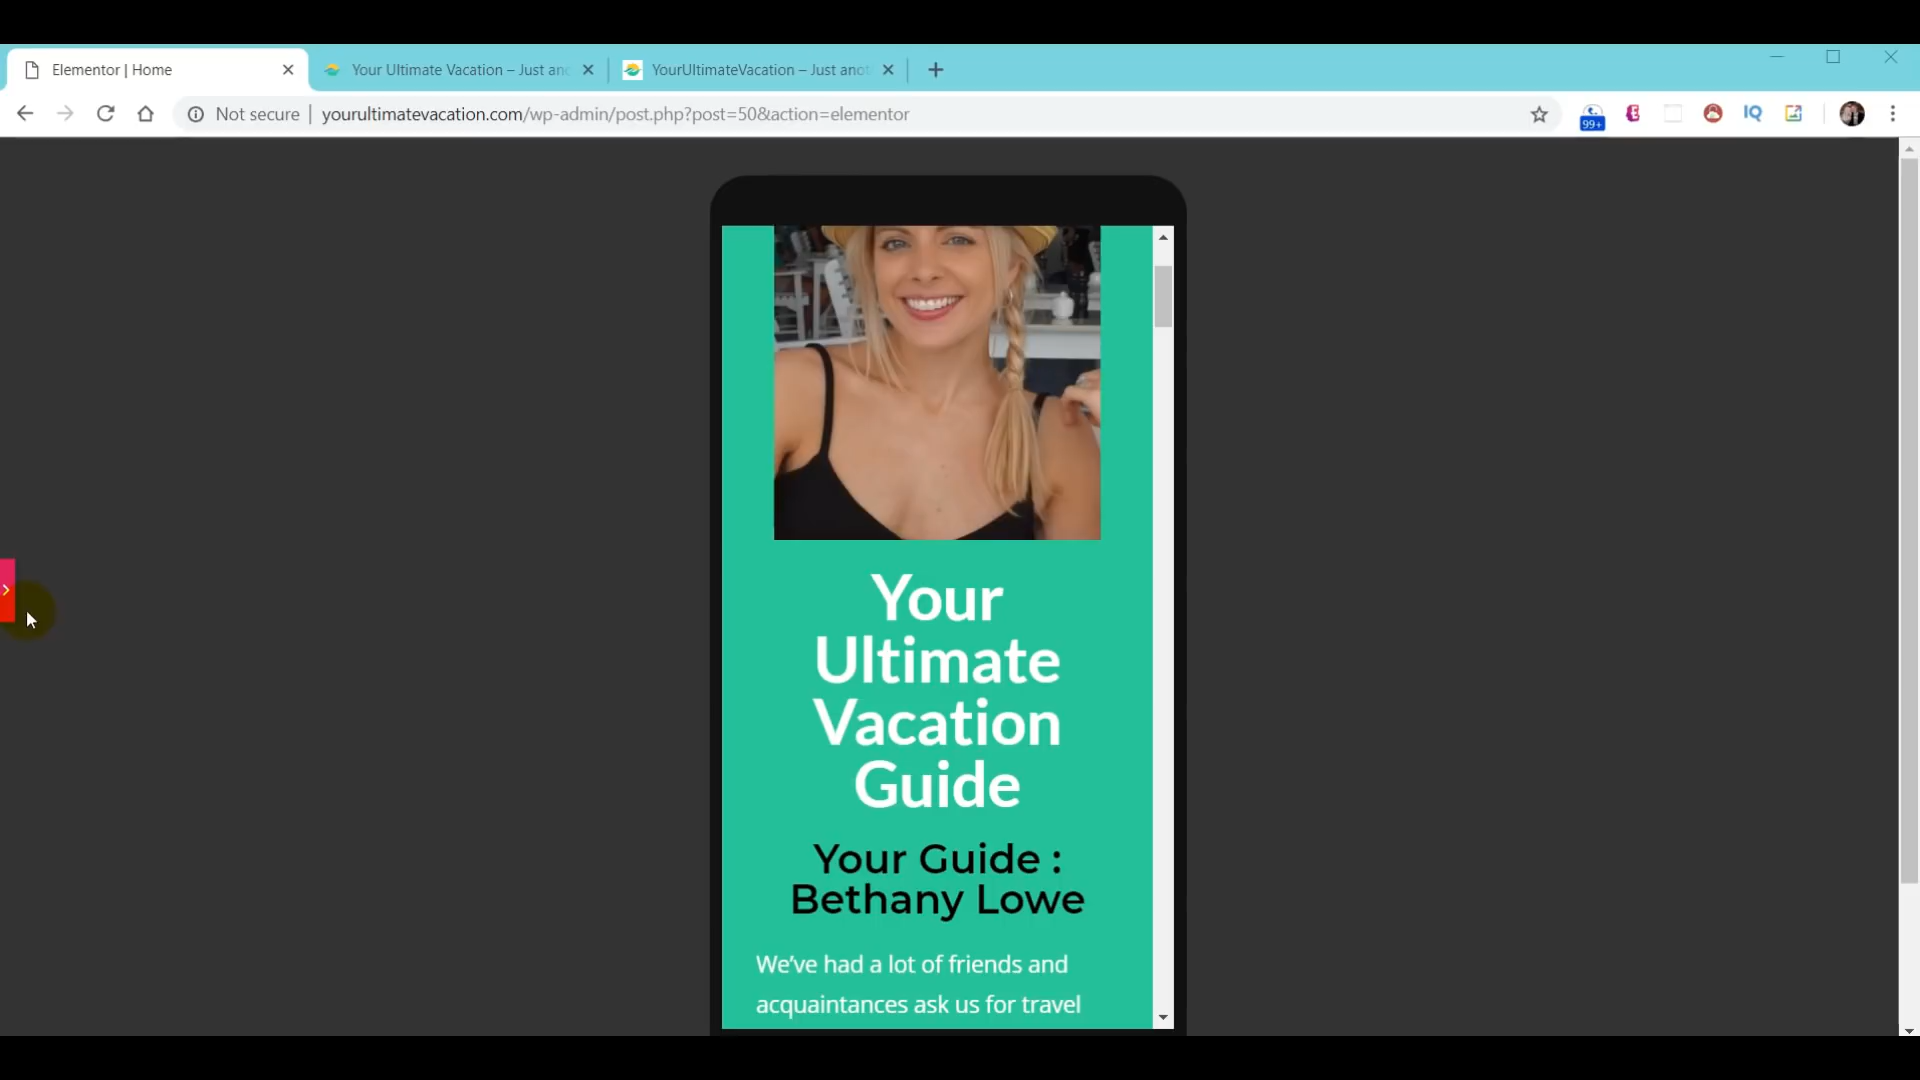 Elementor | Home
Your Ultimate Vacation – Just ano
YourUltimateVacation – Just anot
Not secure | yourultimatevacation.com/wp-admin/post.php?post=50&action=elementor
99+
IQ
Your
Ultimate
Vacation
Guide
Your Guide :
Bethany Lowe
We’ve had a lot of friends and
acquaintances ask us for travel